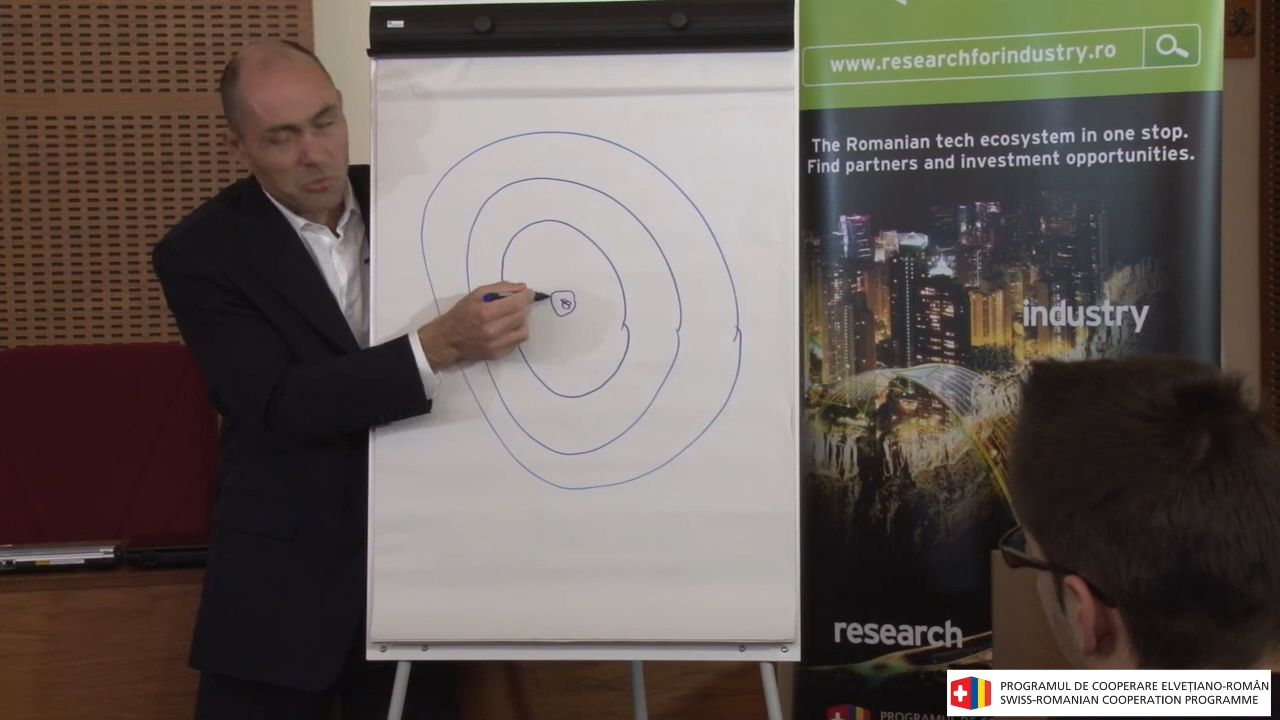 www.researchforindustry.ro
The Romanian tech ecosystem in one stop.
Find partners and investment opportunities.
industry
research
PROGRAMUL DE COOPERARE ELVEȚIANO-ROMÂN
SWISS-ROMANIAN COOPERATION PROGRAMME